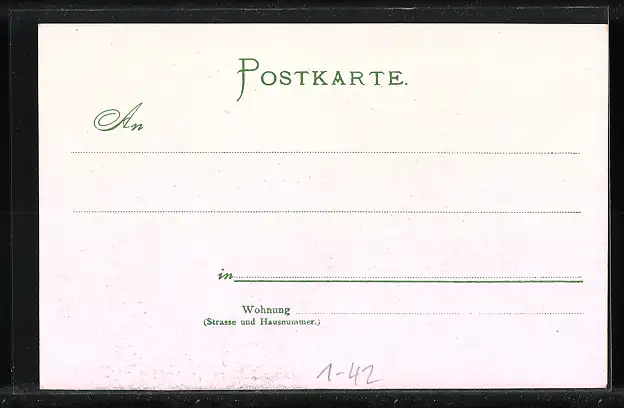 POSTKARTE.
An
in
Wohnung
(Strasse und Hausnummer.)
1-42